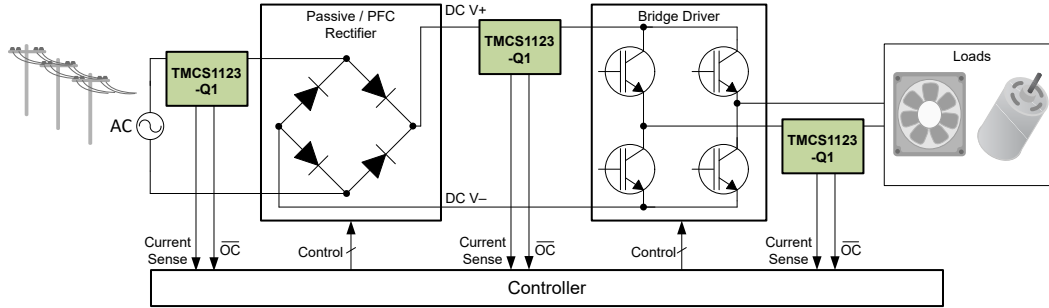 Passive / PFC
Rectifier
DC V+
Bridge Driver
TMCS1123
-Q1
TMCS1123
-Q1
Loads
AC
TMCS1123
-Q1
DC V–
Current
Sense
OC
Control
Current
Sense
OC
Control
Current
Sense
OC
Controller